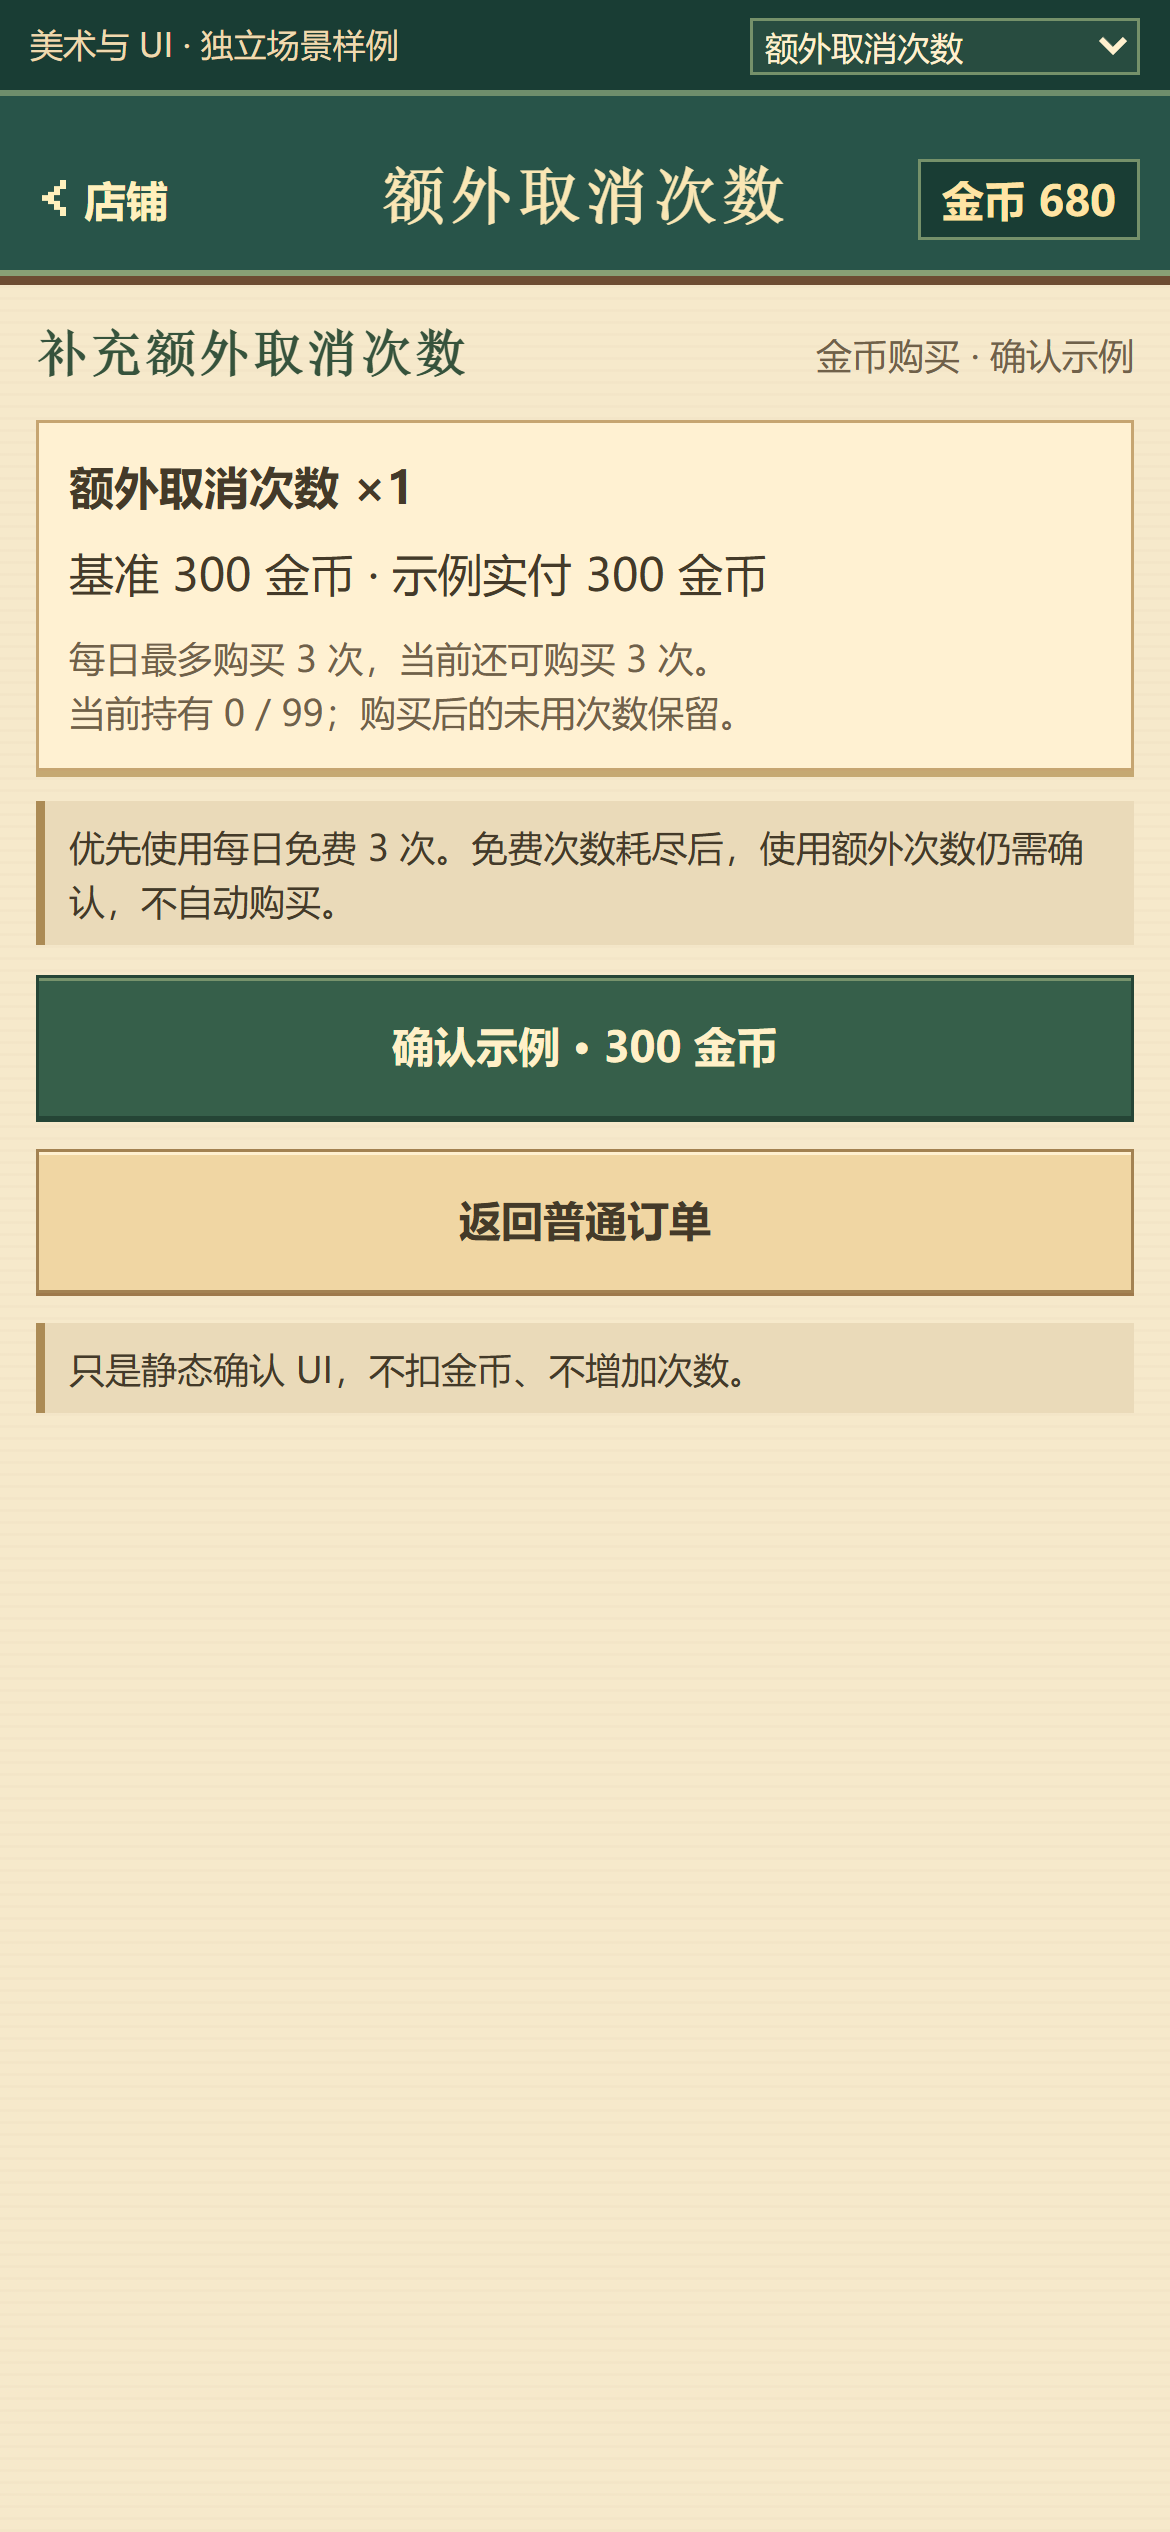 美术与 UI · 独立场景样例
额外取消次数
店铺
额外取消次数
金币 680
补充额外取消次数
金币购买 · 确认示例
额外取消次数 ×1
基准 300 金币 · 示例实付 300 金币
每日最多购买 3 次，当前还可购买 3 次。
当前持有 0 / 99；购买后的未用次数保留。
优先使用每日免费 3 次。免费次数耗尽后，使用额外次数仍需确
认，不自动购买。
确认示例 · 300 金币
返回普通订单
只是静态确认 UI，不扣金币、不增加次数。